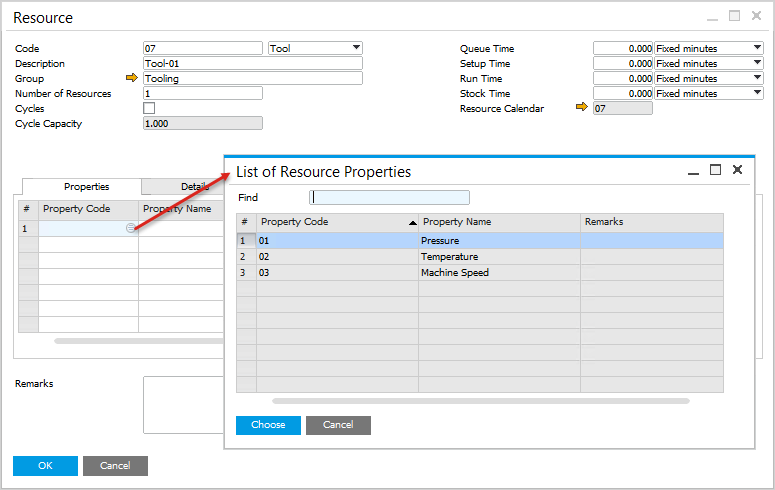 Resource
Code 07 Tool
Description Tool-01
Group Tooling
Number of Resources 1
Cycles
Cycle Capacity 1.000
Queue Time 0.000 Fixed minutes
Setup Time 0.000 Fixed minutes
Run Time 0.000 Fixed minutes
Stock Time 0.000 Fixed minutes
Resource Calendar 07
Properties Details
# Property Code Property Name
1
Remarks
OK Cancel
List of Resource Properties
Find
# Property Code Property Name Remarks
1 01 Pressure
2 02 Temperature
3 03 Machine Speed
Choose Cancel